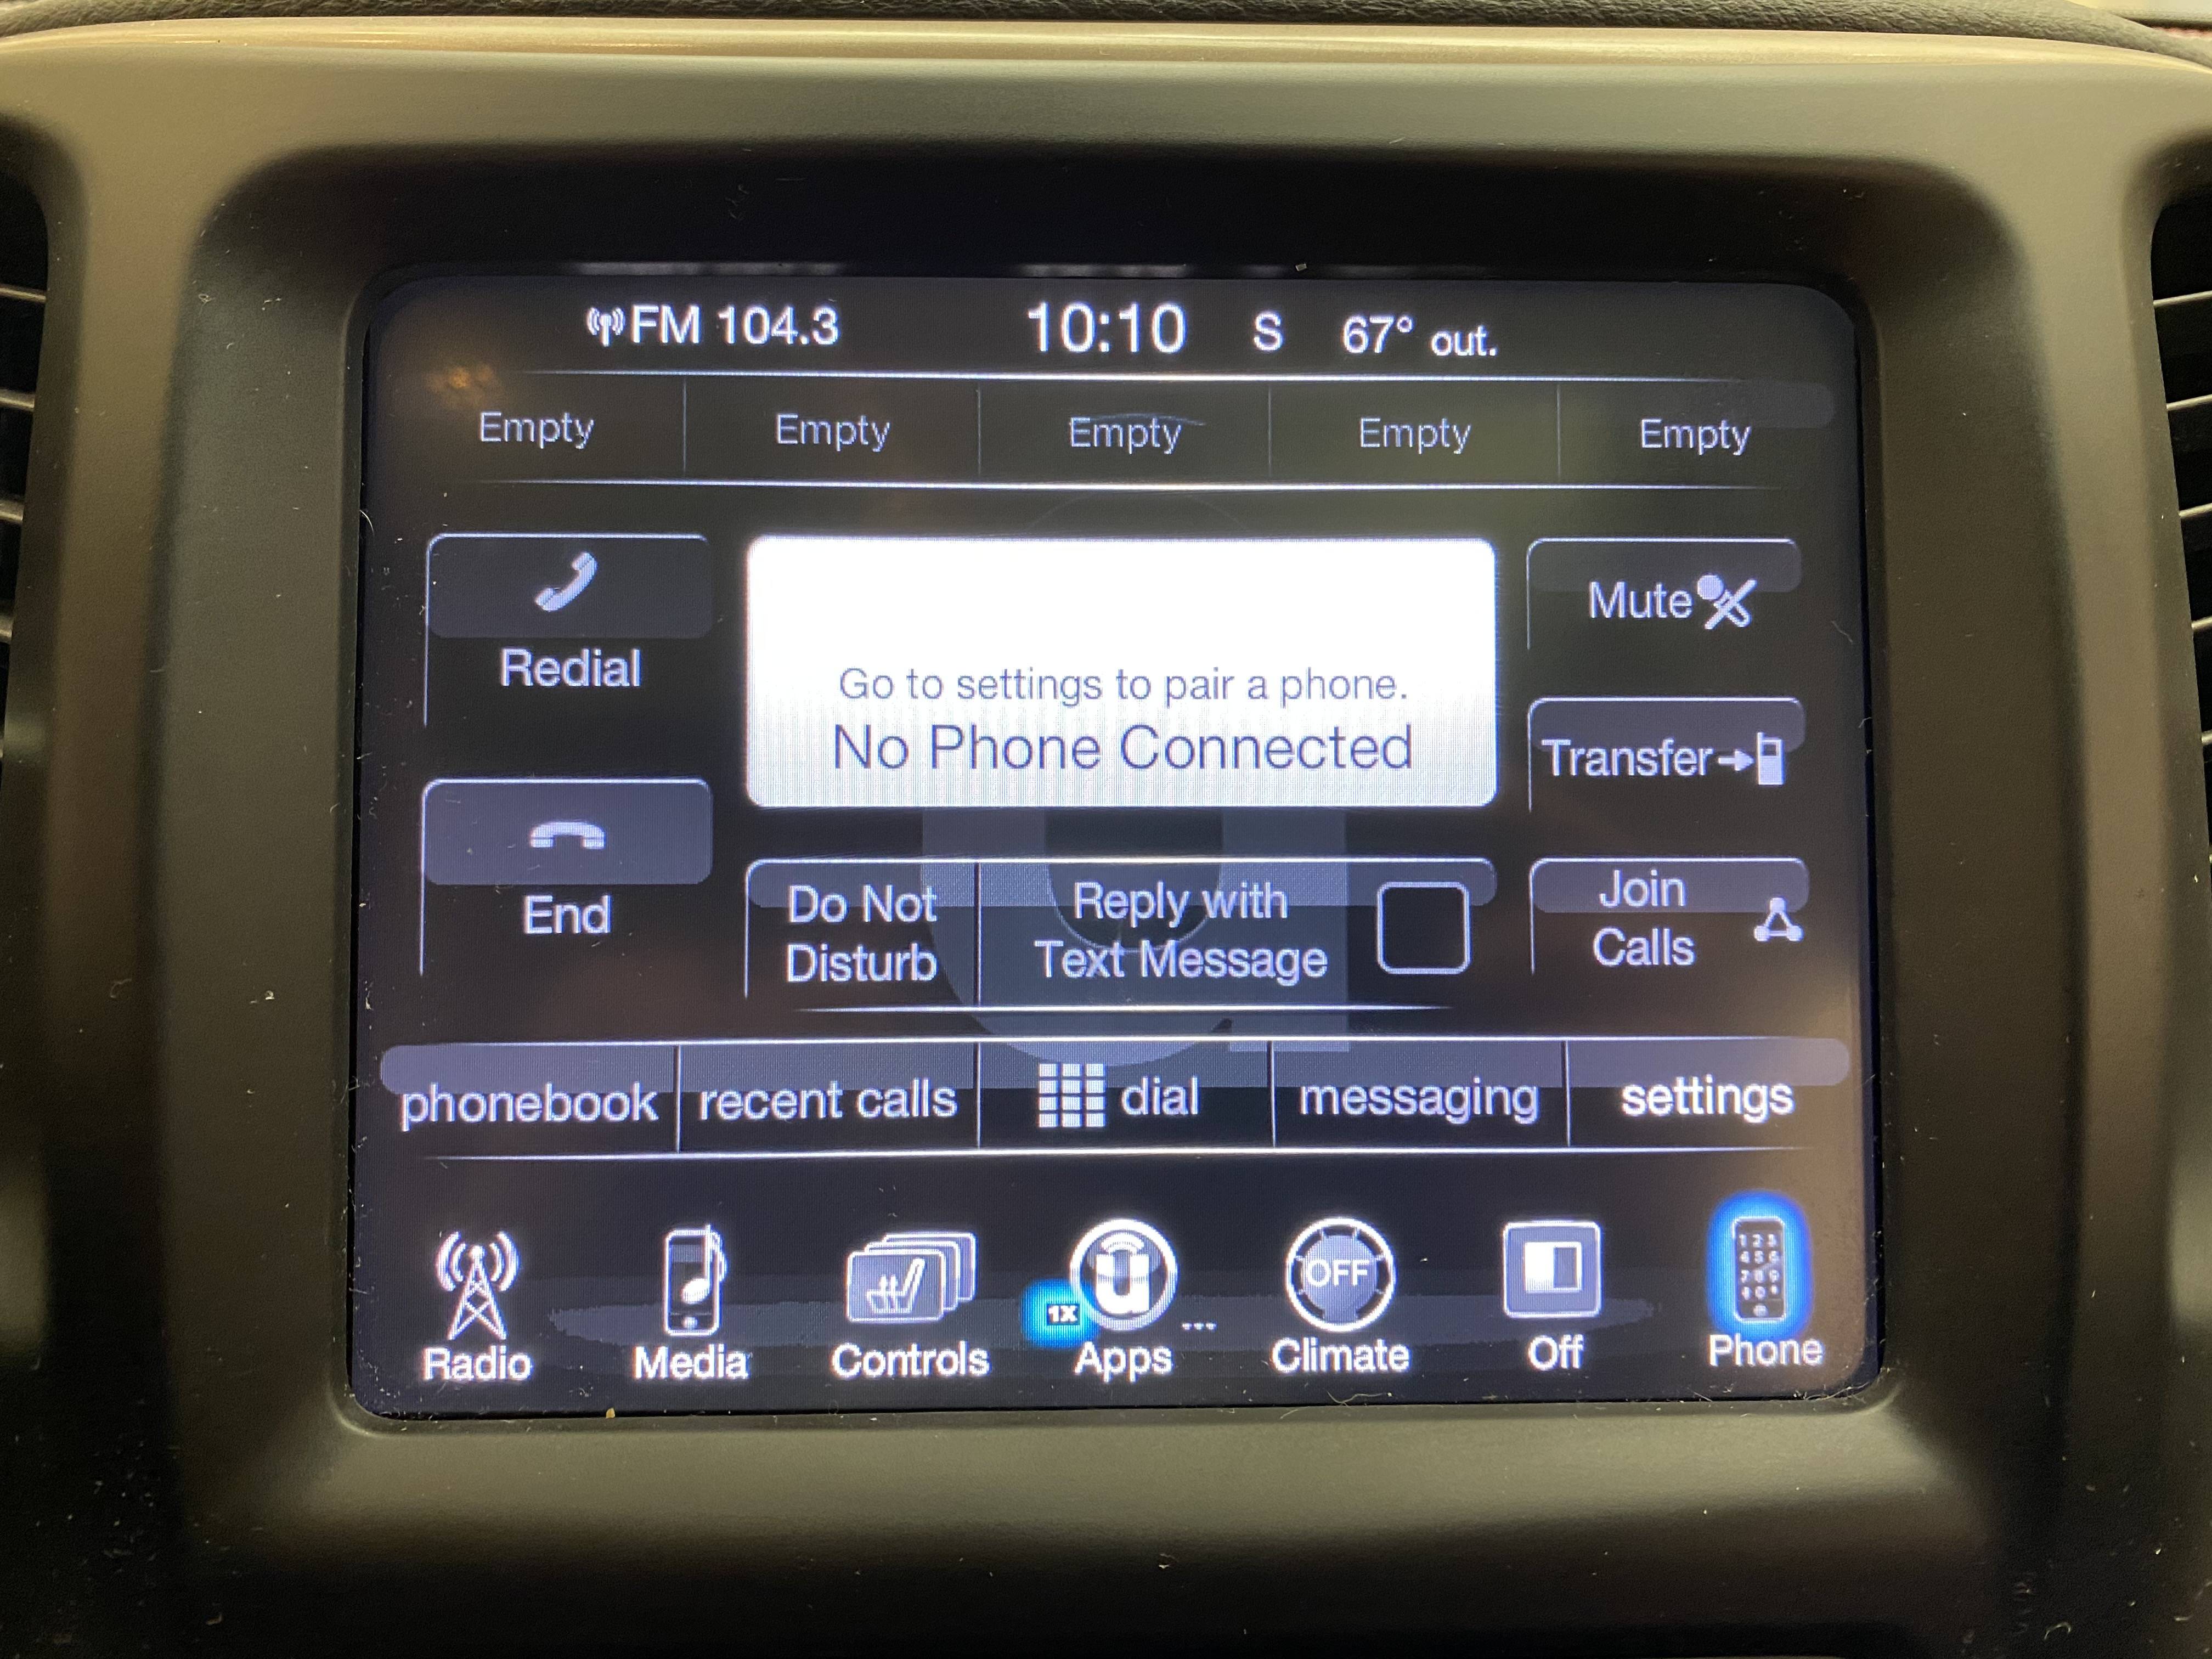 FM 104.3 10:10 S 67° out.
Empty Empty Empty Empty Empty
Redial
Go to settings to pair a phone.
No Phone Connected
Mute
Transfer
End
Do Not
Disturb
Reply with
Text Message
Join
Calls
phonebook recent calls dial messaging settings
OFF
1X
Radio Media Controls Apps Climate Off Phone